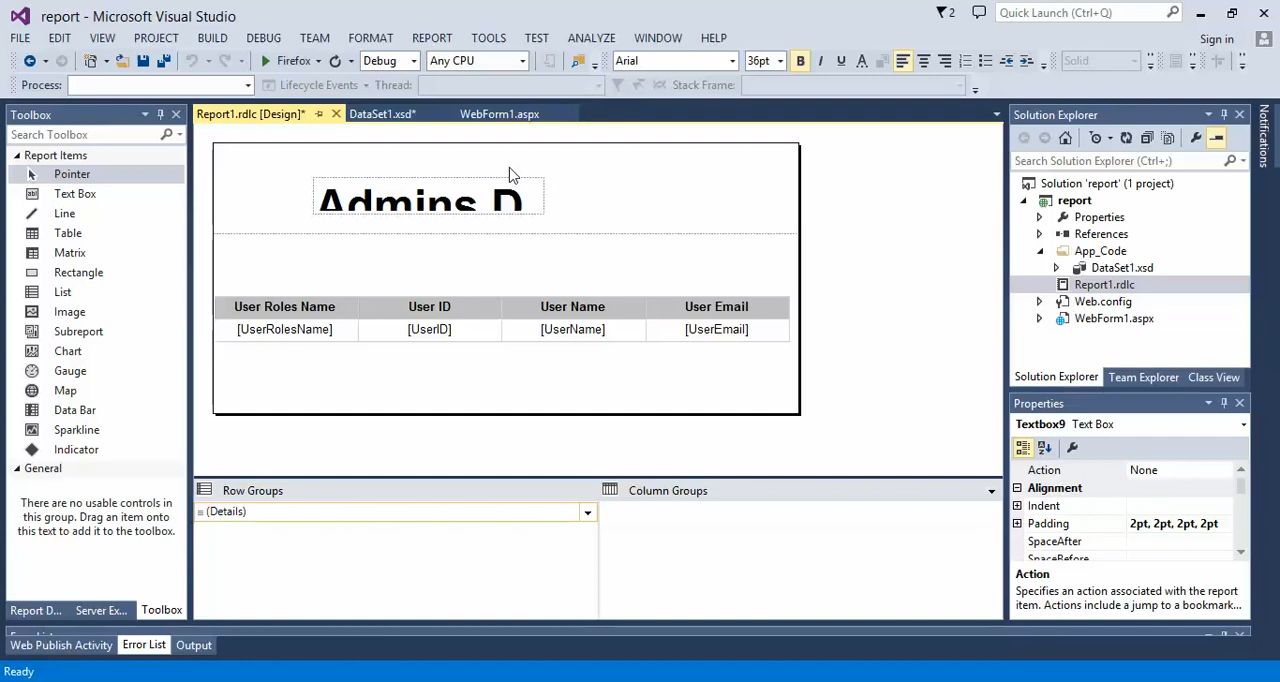 report - Microsoft Visual Studio
2
Quick Launch (Ctrl+Q)
FILE EDIT VIEW PROJECT BUILD DEBUG TEAM FORMAT REPORT TOOLS TEST ANALYZE WINDOW HELP
Sign in
Firefox Debug Any CPU Arial 36pt B I U A Solid
Process: Lifecycle Events Thread: Stack Frame:
Toolbox
Search Toolbox
Report Items
Pointer
Text Box
Line
Table
Matrix
Rectangle
List
Image
Subreport
Chart
Gauge
Map
Data Bar
Sparkline
Indicator
General
There are no usable controls in
this group. Drag an item onto
this text to add it to the toolbox.
Report D... Server Ex... Toolbox
Report1.rdlc [Design]* DataSet1.xsd* WebForm1.aspx
Admins D
User Roles Name User ID User Name User Email
[UserRolesName] [UserID] [UserName] [UserEmail]
Row Groups Column Groups
(Details)
Solution Explorer
Search Solution Explorer (Ctrl+;)
Solution 'report' (1 project)
report
Properties
References
App_Code
DataSet1.xsd
Report1.rdlc
Web.config
WebForm1.aspx
Solution Explorer Team Explorer Class View
Properties
Textbox9 Text Box
Action None
Alignment
Indent
Padding 2pt, 2pt, 2pt, 2pt
SpaceAfter
SpaceBefore
Action
Specifies an action associated with the report
item. Actions include a jump to a bookmark...
Notifications
Web Publish Activity Error List Output
Ready